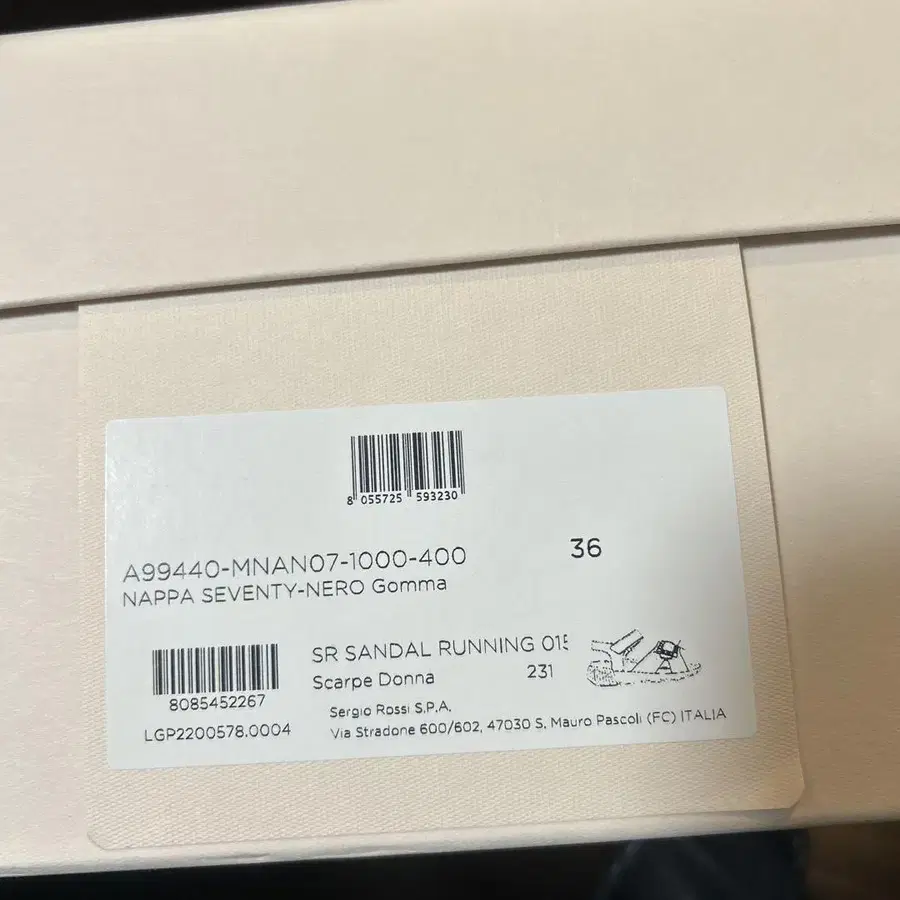 8 055725 593230
A99440-MNAN07-1000-400
36
NAPPA SEVENTY-NERO Gomma
SR SANDAL RUNNING 015
Scarpe Donna
231
8085452267
LGP2200578.0004
Sergio Rossi S.P.A.
Via Stradone 600/602, 47030 S. Mauro Pascoli (FC) ITALIA